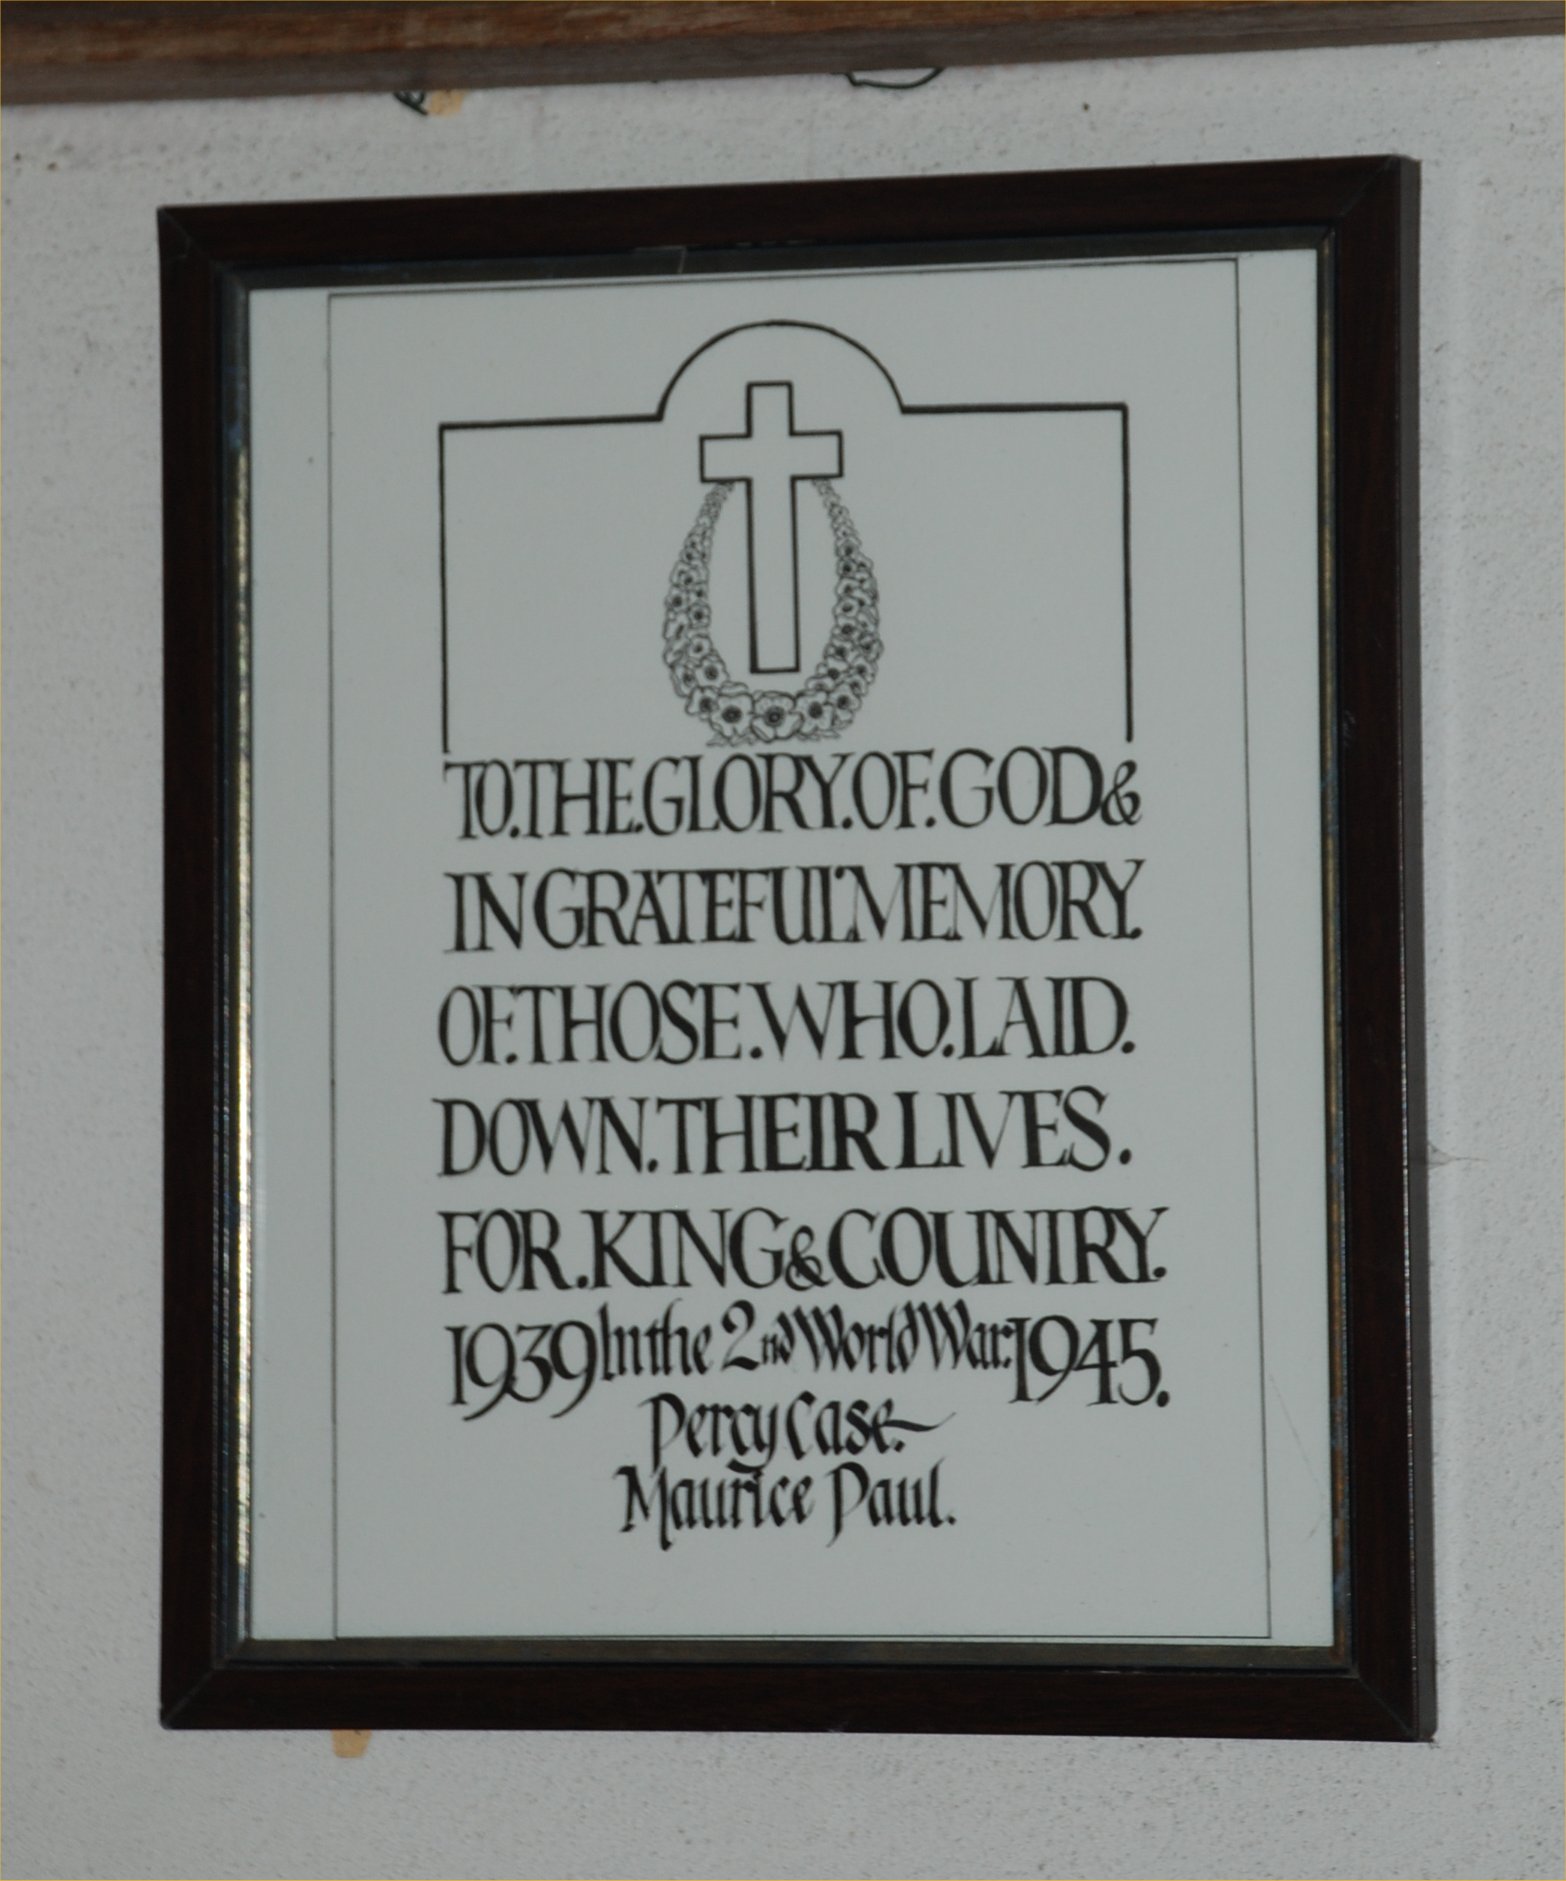 TO.THE.GLORY.OF.GOD&
IN GRATEFUL.MEMORY.
OF.THOSE.WHO.LAID.
DOWN.THEIR LIVES.
FOR.KING&COUNTRY.
1939 In the 2nd World War: 1945.
Percy Case.
Maurice Paul.